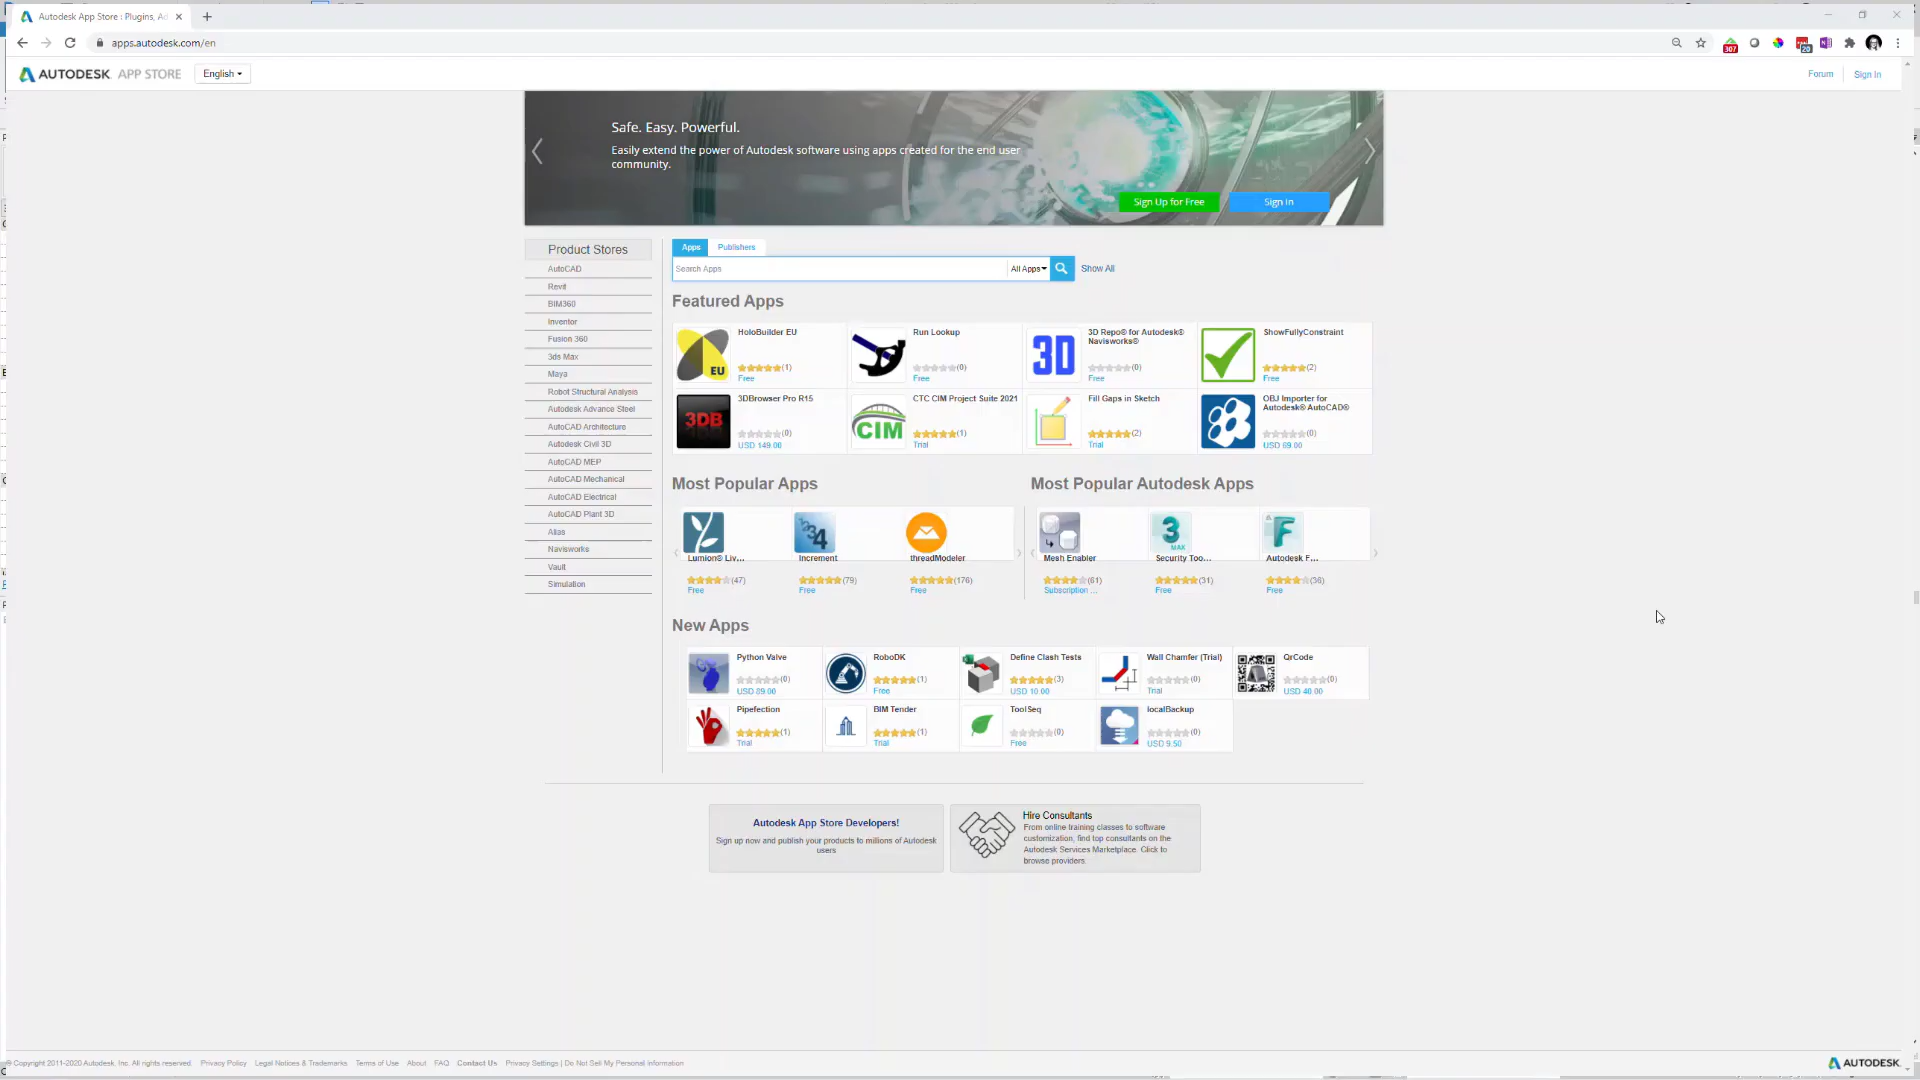 Autodesk App Store : Plugins, Ad
apps.autodesk.com/en
307
20
AUTODESK APP STORE
English
Forum
Sign In
Safe. Easy. Powerful.
Easily extend the power of Autodesk software using apps created for the end user
community.
Sign Up for Free
Sign In
Product Stores
AutoCAD
Revit
BIM360
Inventor
Fusion 360
3ds Max
Maya
Robot Structural Analysis
Autodesk Advance Steel
AutoCAD Architecture
Autodesk Civil 3D
AutoCAD MEP
AutoCAD Mechanical
AutoCAD Electrical
AutoCAD Plant 3D
Alias
Navisworks
Vault
Simulation
Apps
Publishers
Search Apps
All Apps
Show All
Featured Apps
EU
HoloBuilder EU
(1)
Free
Run Lookup
(0)
Free
3D
3D Repo® for Autodesk®
Navisworks®
(0)
Free
ShowFullyConstraint
(2)
Free
3DB
3DBrowser Pro R15
(0)
USD 149.00
CIM
CTC CIM Project Suite 2021
(1)
Trial
Fill Gaps in Sketch
(2)
Trial
OBJ Importer for
Autodesk® AutoCAD®
(0)
USD 69.00
Most Popular Apps
Lumion® Liv...
(47)
Free
Increment
(79)
Free
threadModeler
(176)
Free
Most Popular Autodesk Apps
Mesh Enabler
(61)
Subscription ...
3
MAX
Security Too...
(31)
Free
F
Autodesk F...
(36)
Free
New Apps
Python Valve
(0)
USD 89.00
RoboDK
(1)
Free
Define Clash Tests
(3)
USD 10.00
Wall Chamfer (Trial)
(0)
Trial
QrCode
(0)
USD 40.00
Pipefection
(1)
Trial
BIM Tender
(1)
Trial
ToolSeq
(0)
Free
localBackup
(0)
USD 9.50
Autodesk App Store Developers!
Sign up now and publish your products to millions of Autodesk
users
Hire Consultants
From online training classes to software
customization, find top consultants on the
Autodesk Services Marketplace. Click to
browse providers.
© Copyright 2011-2020 Autodesk, Inc. All rights reserved.
Privacy Policy
Legal Notices & Trademarks
Terms of Use
About
FAQ
Contact Us
Privacy Settings | Do Not Sell My Personal Information
AUTODESK